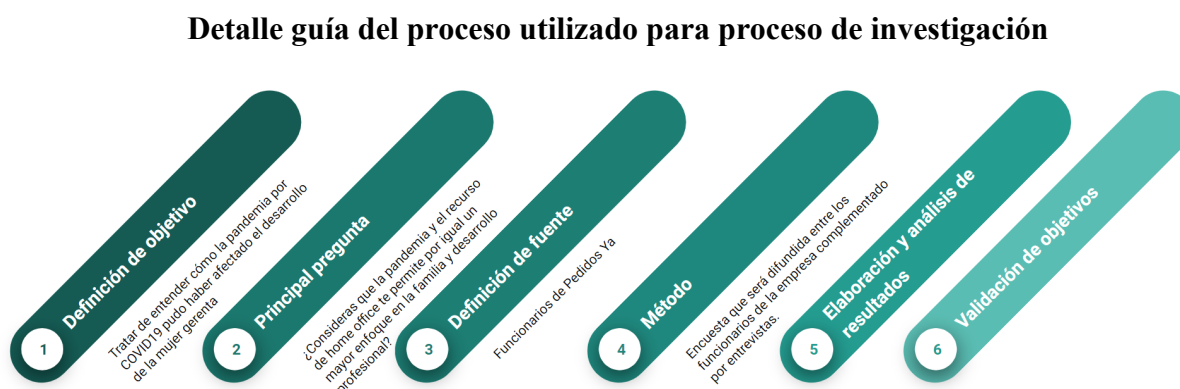 Detalle guía del proceso utilizado para proceso de investigación
1
Definición de objetivo
Tratar de entender cómo la pandemia por
COVID19 pudo haber afectado el desarrollo
de la mujer gerenta
2
Principal pregunta
¿Consideras que la pandemia y el recurso
de home office te permite por igual un
mayor enfoque en la familia y desarrollo
profesional?
3
Definición de fuente
Funcionarios de Pedidos Ya
4
Método
Encuesta que será difundida entre los
funcionarios de la empresa complementado
por entrevistas.
5
Elaboración y análisis de
resultados
6
Validación de objetivos